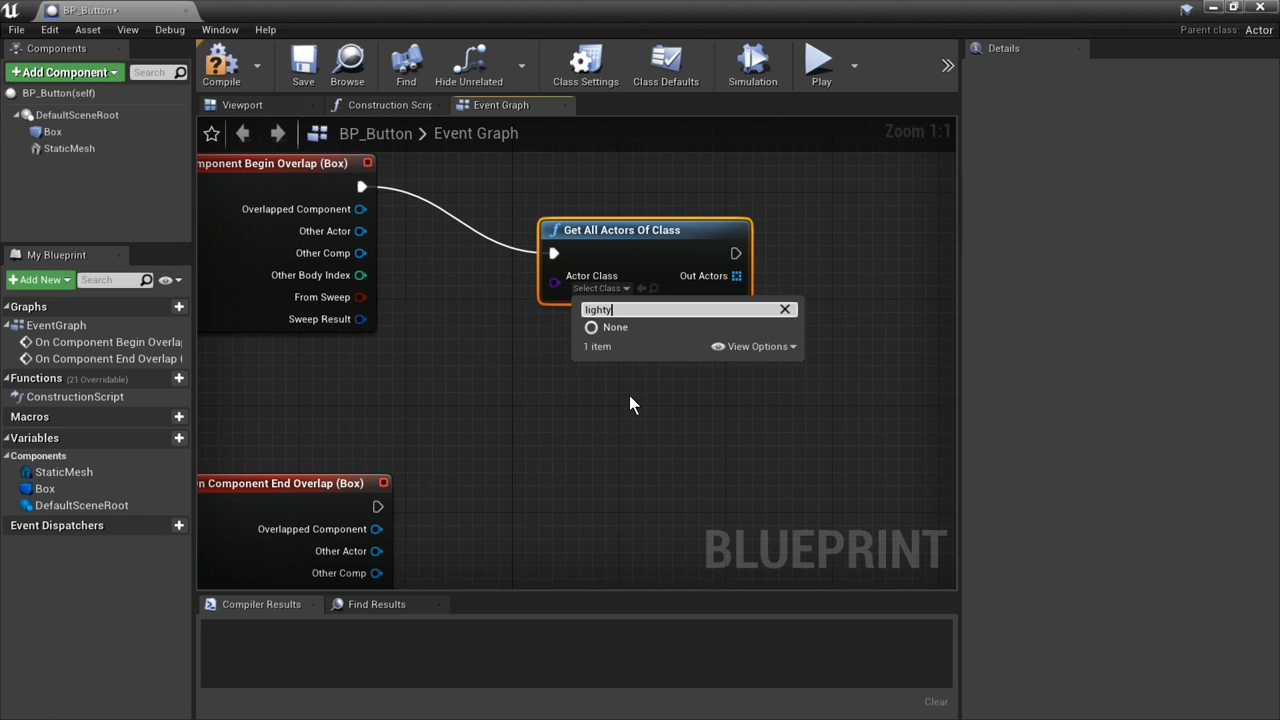 BP_Button*
File Edit Asset View Debug Window Help
Parent class: Actor
Components
Details
+ Add Component
Search
Compile
Save
Browse
Find
Hide Unrelated
Class Settings
Class Defaults
Simulation
Play
BP_Button(self)
DefaultSceneRoot
Box
StaticMesh
Viewport
Construction Scrip
Event Graph
BP_Button > Event Graph
Zoom 1:1
mponent Begin Overlap (Box)
Overlapped Component
Other Actor
Other Comp
Other Body Index
From Sweep
Sweep Result
Get All Actors Of Class
Actor Class
Out Actors
Select Class
lighty
None
1 item
View Options
My Blueprint
+ Add New
Search
Graphs
EventGraph
On Component Begin Overla
On Component End Overlap (
Functions (21 Overridable)
ConstructionScript
Macros
Variables
Components
StaticMesh
Box
DefaultSceneRoot
Event Dispatchers
n Component End Overlap (Box)
Overlapped Component
Other Actor
Other Comp
BLUEPRINT
Compiler Results
Find Results
Clear